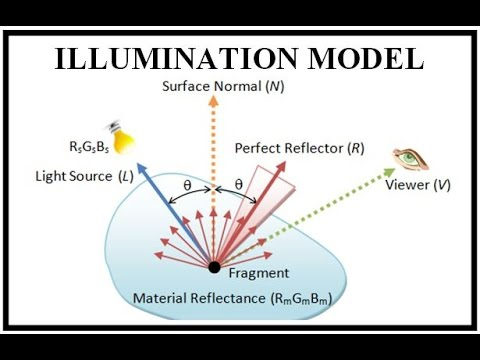 ILLUMINATION MODEL
Surface Normal (N)
RsGsBs
Perfect Reflector (R)
Light Source (L)
θ
θ
Viewer (V)
Fragment
Material Reflectance (RmGmBm)